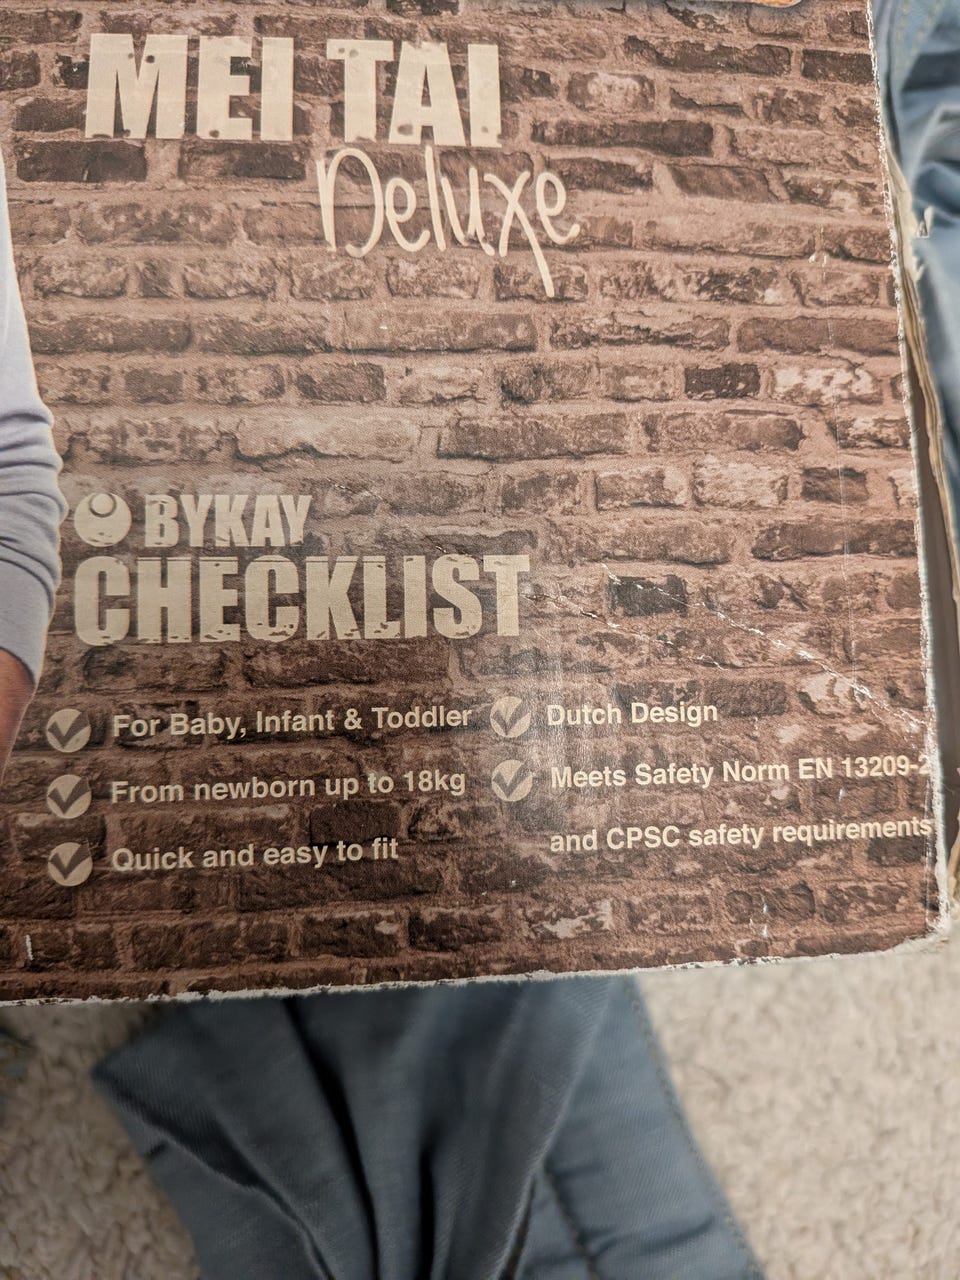 MEI TAI
Deluxe
BYKAY
CHECKLIST
For Baby, Infant & Toddler
From newborn up to 18kg
Quick and easy to fit
Dutch Design
Meets Safety Norm EN 13209-2
and CPSC safety requirements